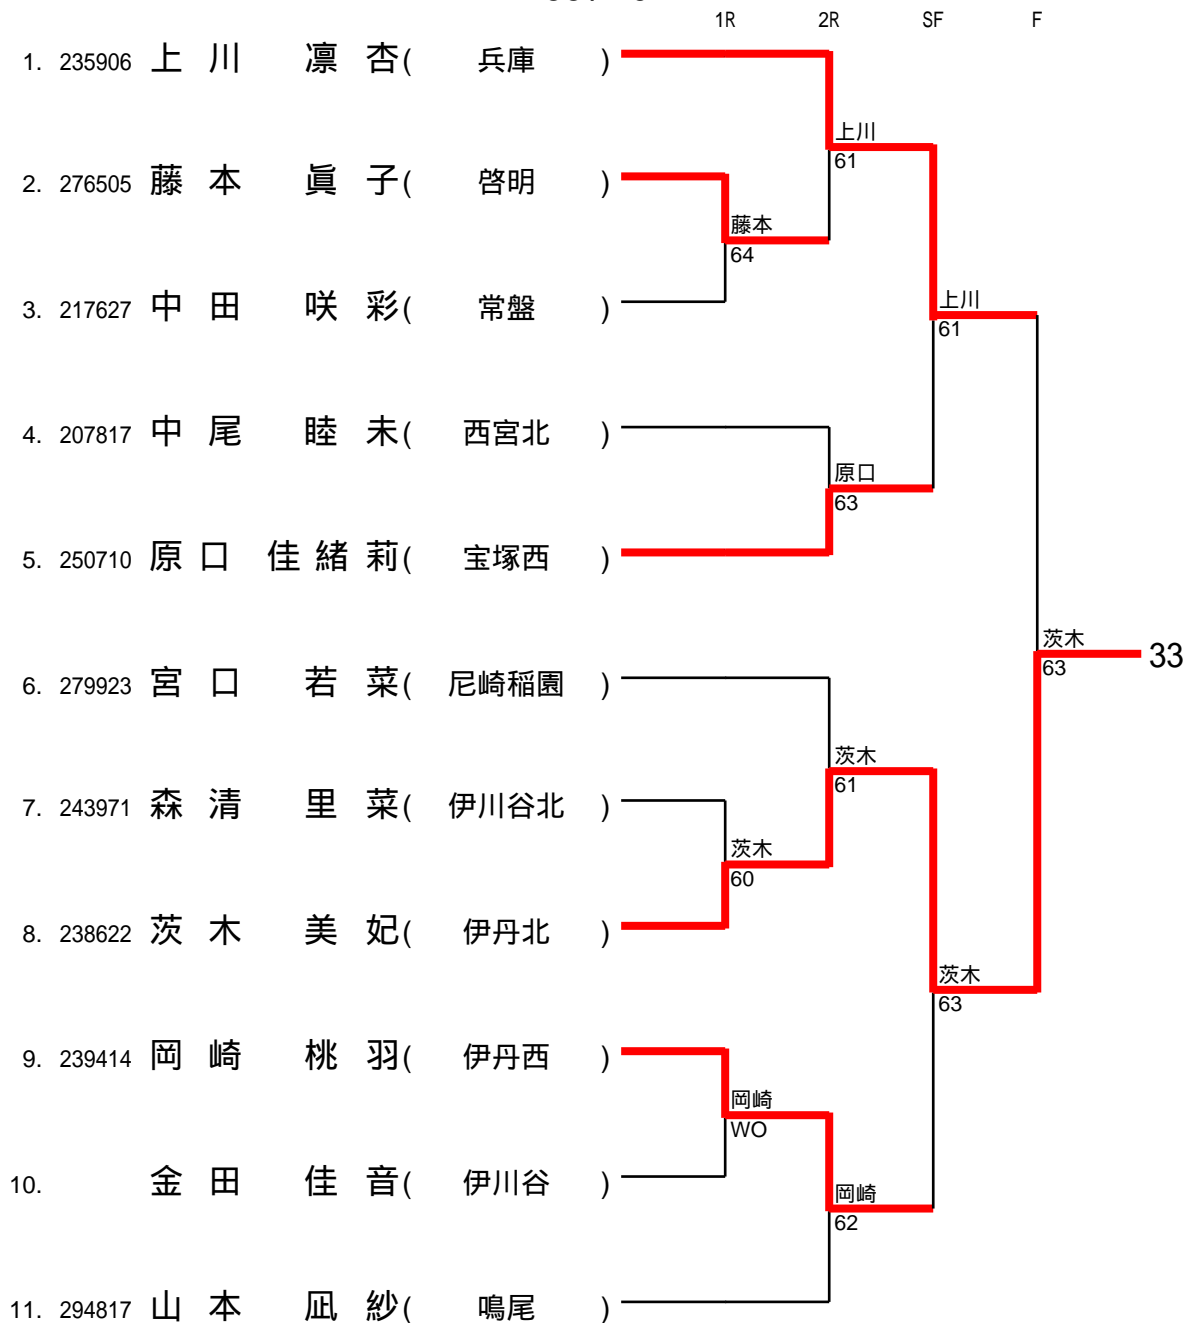 1R 2R SF F
1. 235906 上川 凛杏( 兵庫 )
上川
61
2. 276505 藤本 眞子( 啓明 )
藤本
64
3. 217627 中田 咲彩( 常盤 )
上川
61
4. 207817 中尾 睦未( 西宮北 )
原口
63
5. 250710 原口 佳緒莉( 宝塚西 )
茨木
63
33
6. 279923 宮口 若菜( 尼崎稲園 )
茨木
61
7. 243971 森清 里菜( 伊川谷北 )
茨木
60
8. 238622 茨木 美妃( 伊丹北 )
茨木
63
9. 239414 岡崎 桃羽( 伊丹西 )
岡崎
WO
10. 金田 佳音( 伊川谷 )
岡崎
62
11. 294817 山本 凪紗( 鳴尾 )